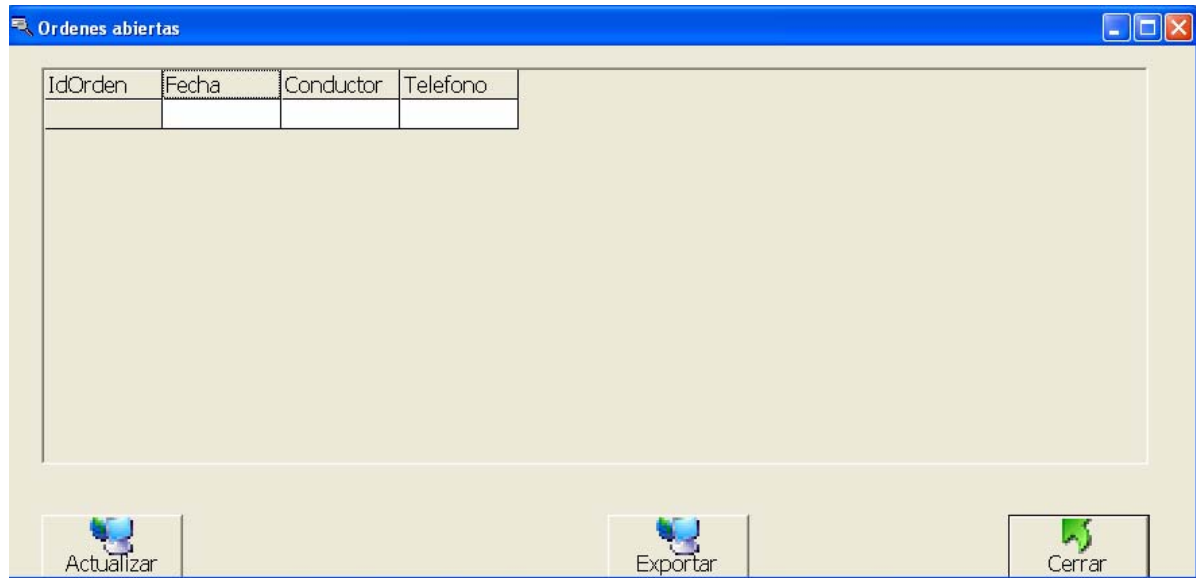 Ordenes abiertas
IdOrden Fecha Conductor Telefono
Actualizar Exportar Cerrar